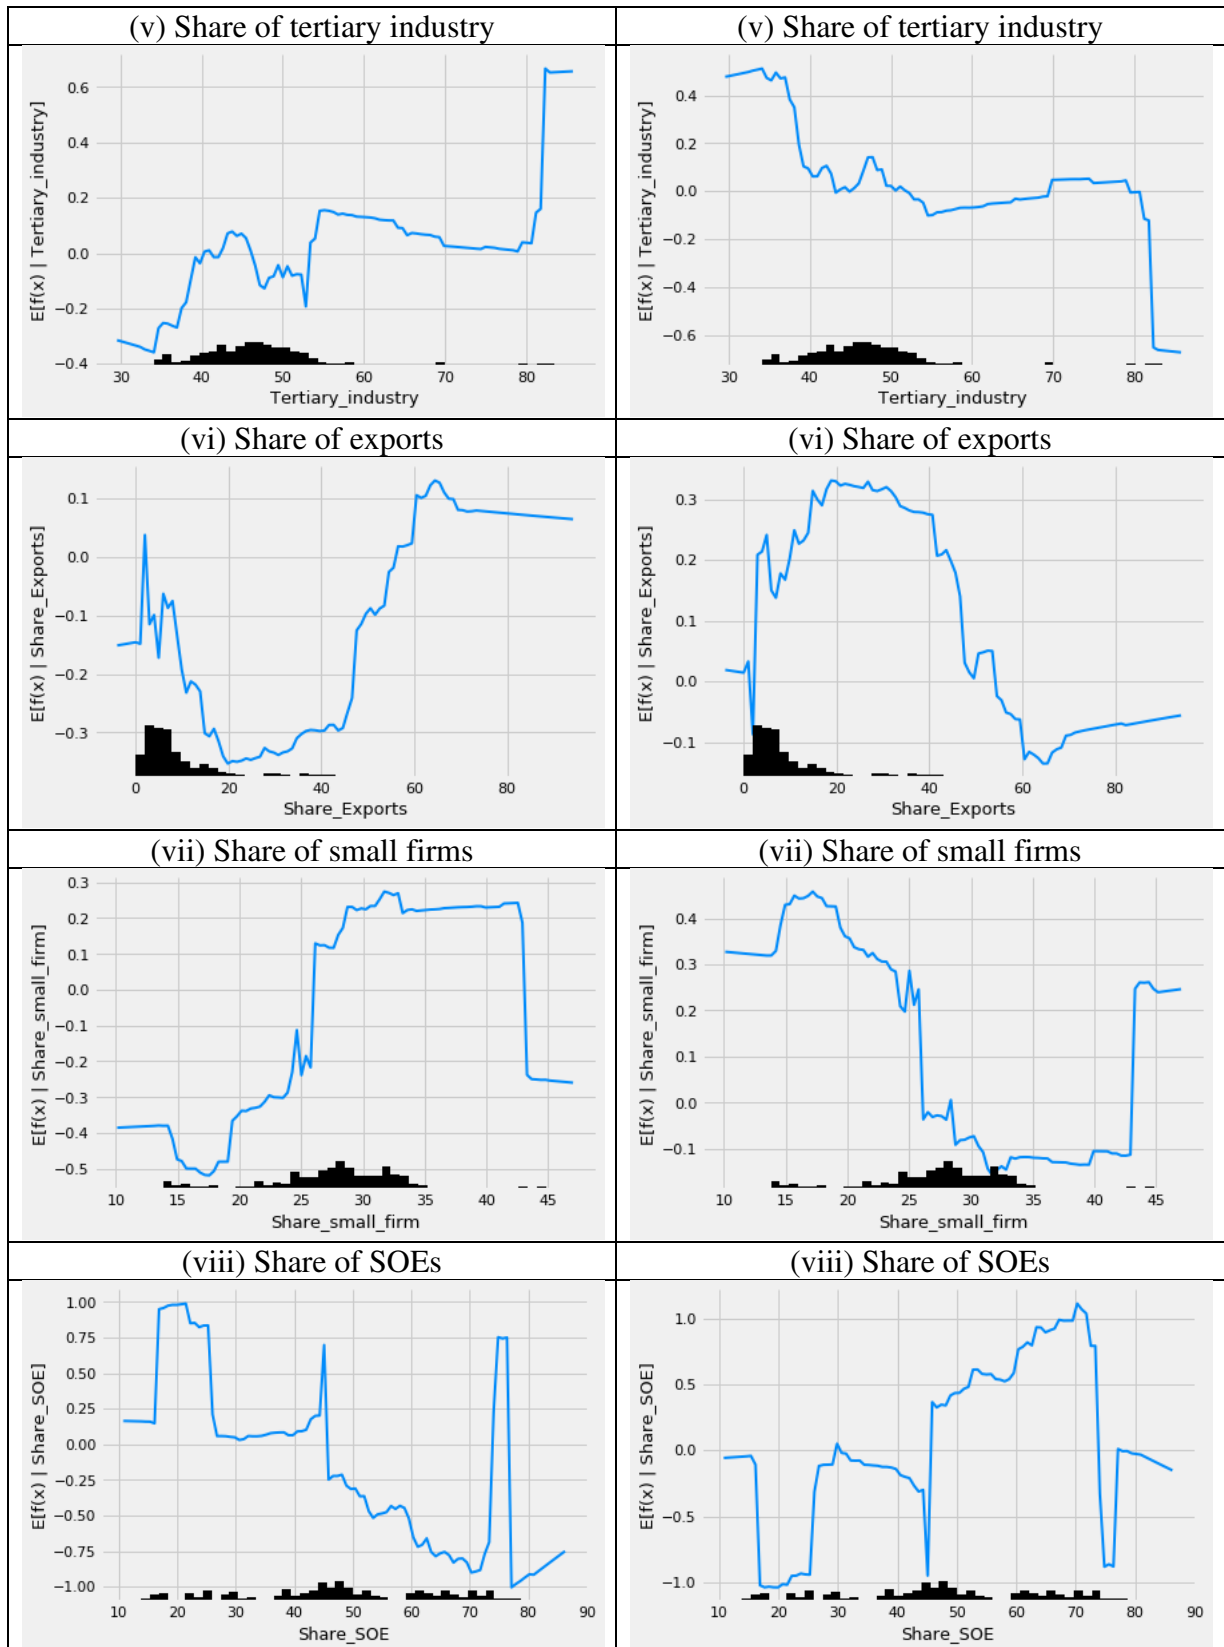 (v) Share of tertiary industry
(v) Share of tertiary industry
E[f(x) | Tertiary_industry]
0.6
0.4
0.2
0.0
−0.2
−0.4
30 40 50 60 70 80
Tertiary_industry
E[f(x) | Tertiary_industry]
0.4
0.2
0.0
−0.2
−0.4
−0.6
30 40 50 60 70 80
Tertiary_industry
(vi) Share of exports
(vi) Share of exports
E[f(x) | Share_Exports]
0.1
0.0
−0.1
−0.2
−0.3
0 20 40 60 80
Share_Exports
E[f(x) | Share_Exports]
0.3
0.2
0.1
0.0
−0.1
0 20 40 60 80
Share_Exports
(vii) Share of small firms
(vii) Share of small firms
E[f(x) | Share_small_firm]
0.3
0.2
0.1
0.0
−0.1
−0.2
−0.3
−0.4
−0.5
10 15 20 25 30 35 40 45
Share_small_firm
E[f(x) | Share_small_firm]
0.4
0.3
0.2
0.1
0.0
−0.1
10 15 20 25 30 35 40 45
Share_small_firm
(viii) Share of SOEs
(viii) Share of SOEs
E[f(x) | Share_SOE]
1.00
0.75
0.50
0.25
0.00
−0.25
−0.50
−0.75
−1.00
10 20 30 40 50 60 70 80 90
Share_SOE
E[f(x) | Share_SOE]
1.0
0.5
0.0
−0.5
−1.0
10 20 30 40 50 60 70 80 90
Share_SOE